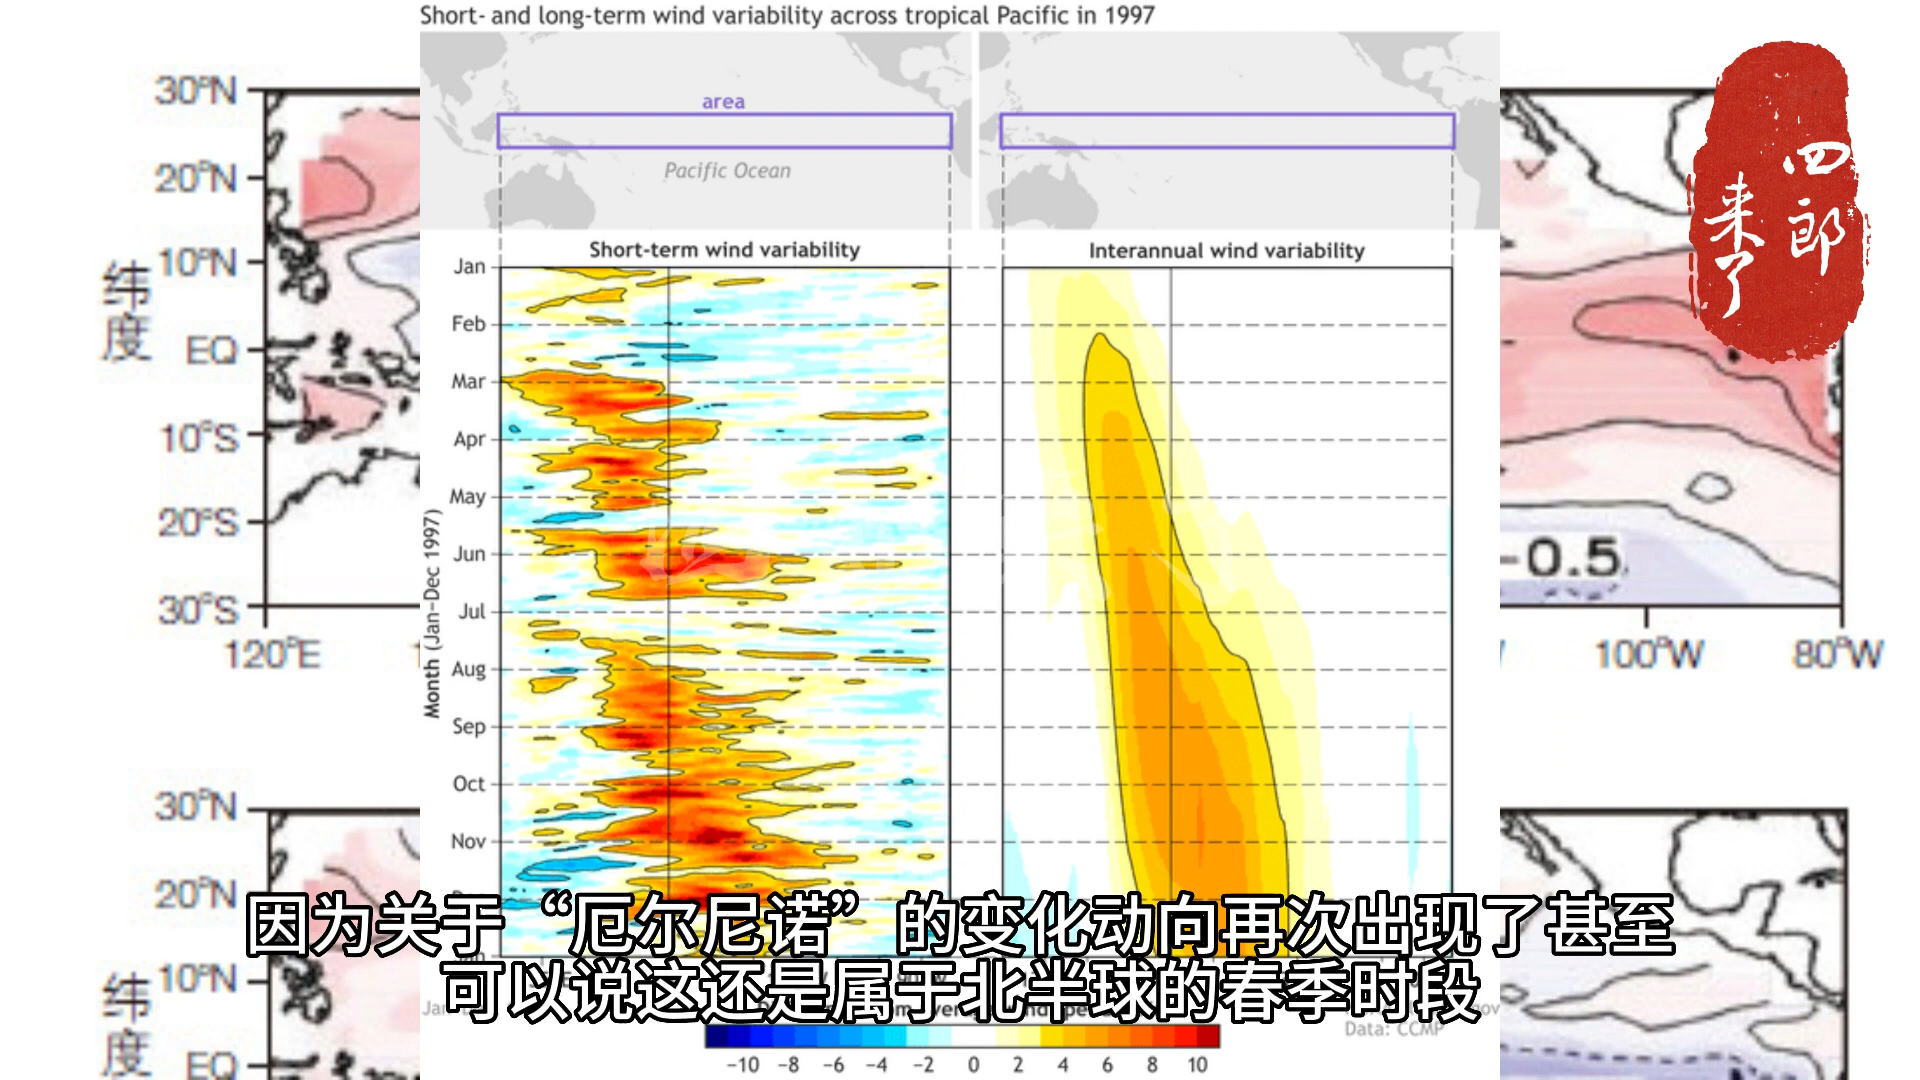 Short- and long-term wind variability across tropical Pacific in 1997
area
Pacific Ocean
Short-term wind variability
Interannual wind variability
Month (Jan–Dec 1997)
Jan
Feb
Mar
Apr
May
Jun
Jul
Aug
Sep
Oct
Nov
30°N
20°N
10°N
EQ
10°S
20°S
30°S
120°E
纬度
-0.5
100°W
80°W
四郎
来了
30°N
20°N
10°N
EQ
纬度
因为关于“厄尔尼诺”的变化动向再次出现了甚至
可以说这还是属于北半球的春季时段
Data: CCMP
−10 −8 −6 −4 −2 0 2 4 6 8 10